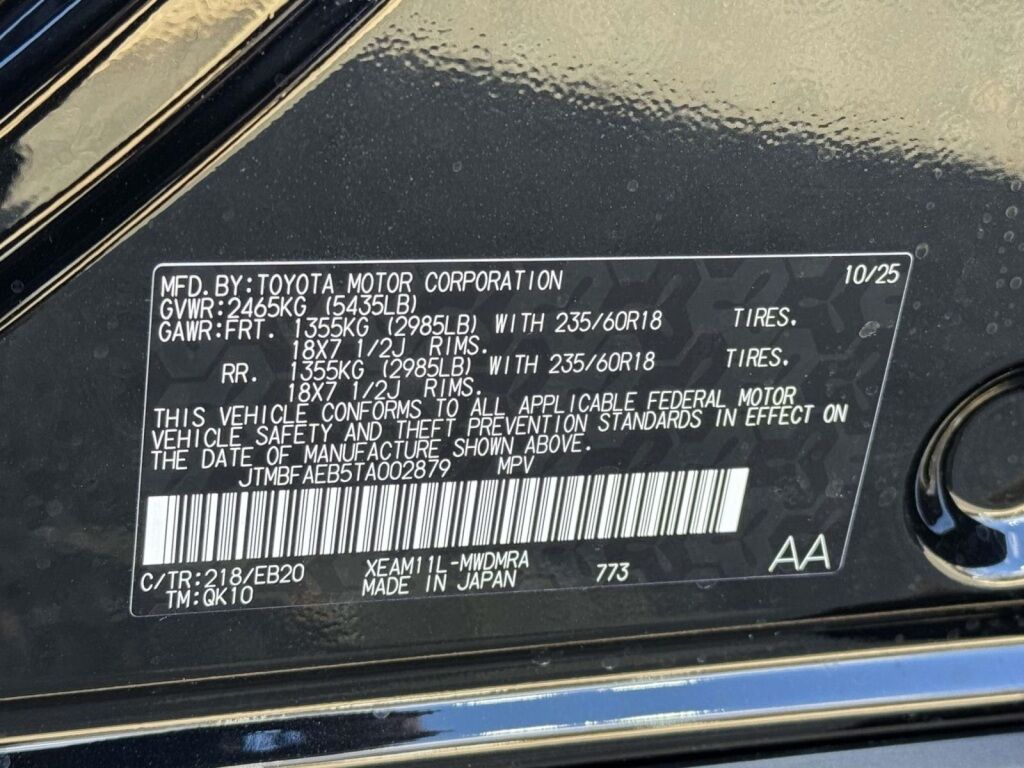 MFD.BY:TOYOTA MOTOR CORPORATION 10/25
GVWR:2465KG (5435LB)
GAWR:FRT. 1355KG (2985LB) WITH 235/60R18 TIRES.
18X7 1/2J RIMS.
RR. 1355KG (2985LB) WITH 235/60R18 TIRES.
18X7 1/2J RIMS.
THIS VEHICLE CONFORMS TO ALL APPLICABLE FEDERAL MOTOR
VEHICLE SAFETY AND THEFT PREVENTION STANDARDS IN EFFECT ON
THE DATE OF MANUFACTURE SHOWN ABOVE.
JTMBFAEB5TA002879 MPV
C/TR:218/EB20 XEAM11L-MWDMRA
TM:QK10 MADE IN JAPAN 773 AA